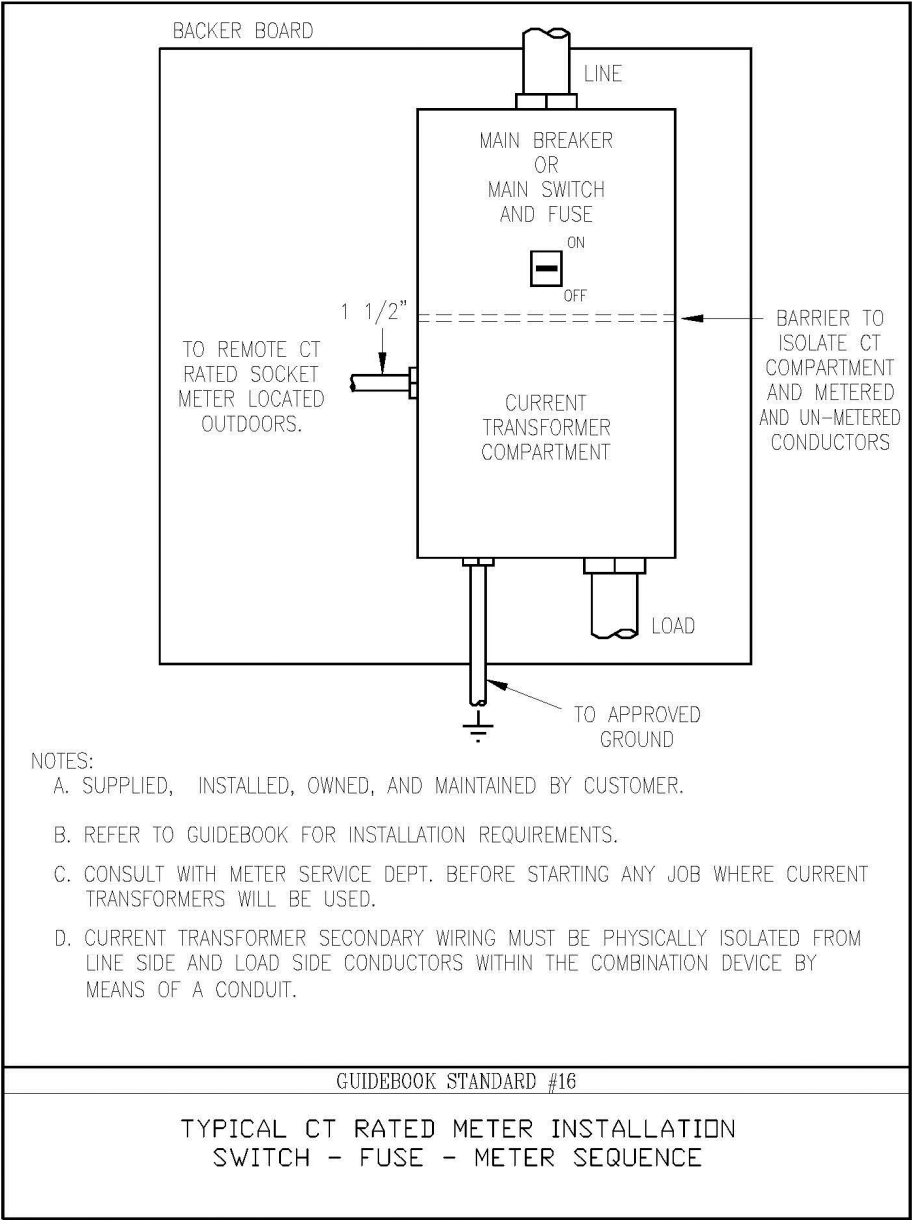 BACKER BOARD
LINE
MAIN BREAKER
OR
MAIN SWITCH
AND FUSE
ON
OFF
1 1/2"
TO REMOTE CT
RATED SOCKET
METER LOCATED
OUTDOORS.
BARRIER TO
ISOLATE CT
COMPARTMENT
AND METERED
AND UN-METERED
CONDUCTORS
CURRENT
TRANSFORMER
COMPARTMENT
LOAD
TO APPROVED
GROUND
NOTES:
A. SUPPLIED, INSTALLED, OWNED, AND MAINTAINED BY CUSTOMER.
B. REFER TO GUIDEBOOK FOR INSTALLATION REQUIREMENTS.
C. CONSULT WITH METER SERVICE DEPT. BEFORE STARTING ANY JOB WHERE CURRENT
TRANSFORMERS WILL BE USED.
D. CURRENT TRANSFORMER SECONDARY WIRING MUST BE PHYSICALLY ISOLATED FROM
LINE SIDE AND LOAD SIDE CONDUCTORS WITHIN THE COMBINATION DEVICE BY
MEANS OF A CONDUIT.
GUIDEBOOK STANDARD #16
TYPICAL CT RATED METER INSTALLATION
SWITCH - FUSE - METER SEQUENCE